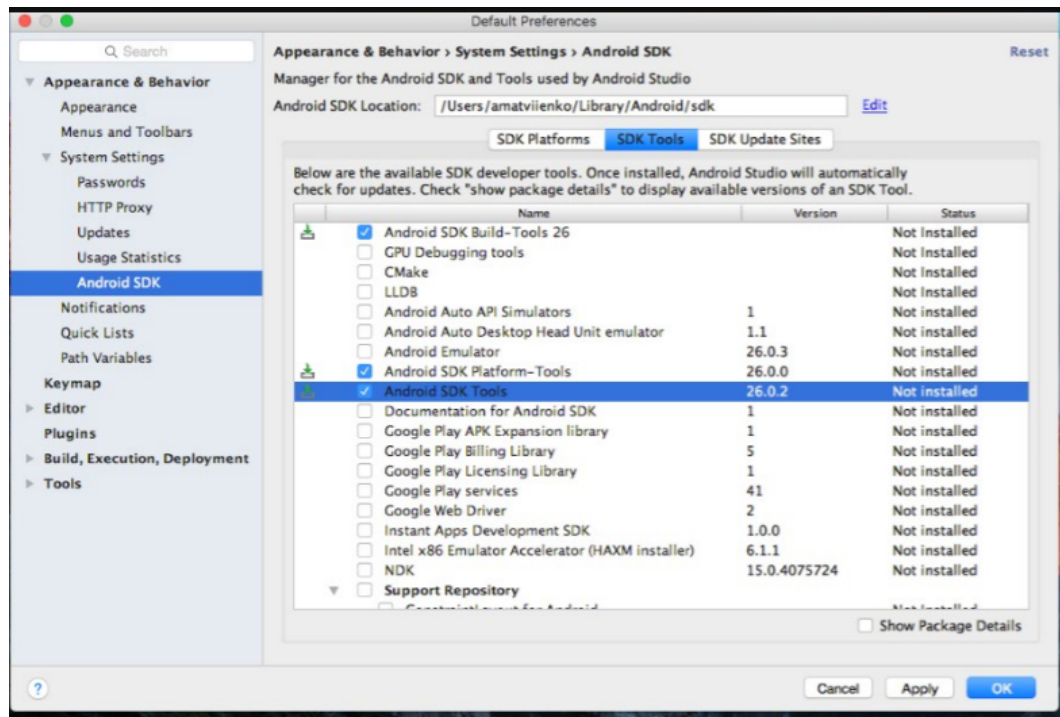 Default Preferences
Search
Appearance & Behavior
Appearance
Menus and Toolbars
System Settings
Passwords
HTTP Proxy
Updates
Usage Statistics
Android SDK
Notifications
Quick Lists
Path Variables
Keymap
Editor
Plugins
Build, Execution, Deployment
Tools
Appearance & Behavior › System Settings › Android SDK
Reset
Manager for the Android SDK and Tools used by Android Studio
Android SDK Location: /Users/amatviienko/Library/Android/sdk Edit
SDK Platforms SDK Tools SDK Update Sites
Below are the available SDK developer tools. Once installed, Android Studio will automatically
check for updates. Check "show package details" to display available versions of an SDK Tool.
Name Version Status
Android SDK Build-Tools 26 Not Installed
GPU Debugging tools Not Installed
CMake Not Installed
LLDB Not Installed
Android Auto API Simulators 1 Not installed
Android Auto Desktop Head Unit emulator 1.1 Not installed
Android Emulator 26.0.3 Not installed
Android SDK Platform-Tools 26.0.0 Not installed
Android SDK Tools 26.0.2 Not installed
Documentation for Android SDK 1 Not installed
Google Play APK Expansion library 1 Not installed
Google Play Billing Library 5 Not installed
Google Play Licensing Library 1 Not installed
Google Play services 41 Not installed
Google Web Driver 2 Not installed
Instant Apps Development SDK 1.0.0 Not installed
Intel x86 Emulator Accelerator (HAXM installer) 6.1.1 Not installed
NDK 15.0.4075724 Not installed
Support Repository
Show Package Details
?
Cancel Apply OK